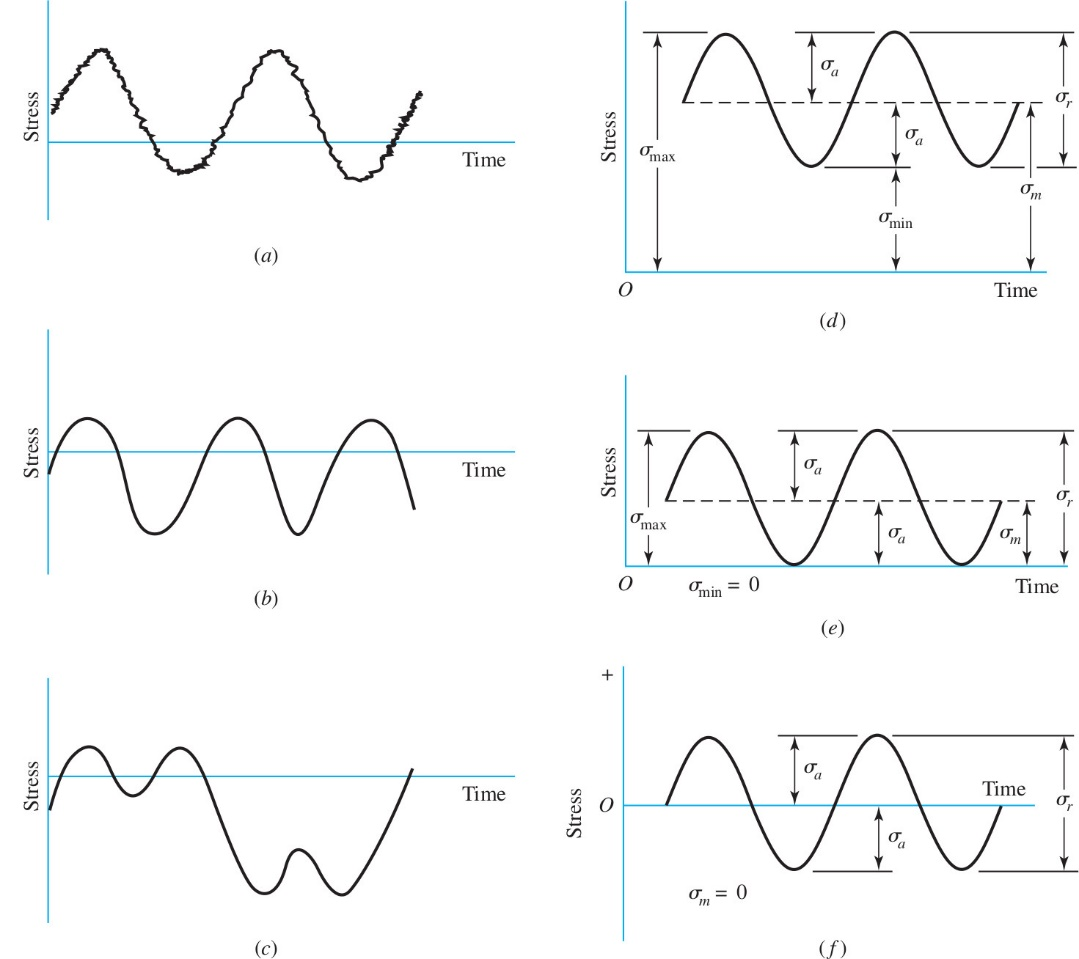 Stress
Time
(a)
Stress
Time
(b)
Stress
Time
(c)
Stress
σmax
σa
σa
σr
σm
σmin
O
Time
(d)
Stress
σmax
σa
σa
σm
σr
O
σmin = 0
Time
(e)
+
Stress
O
σa
σa
Time
σr
σm = 0
(f)